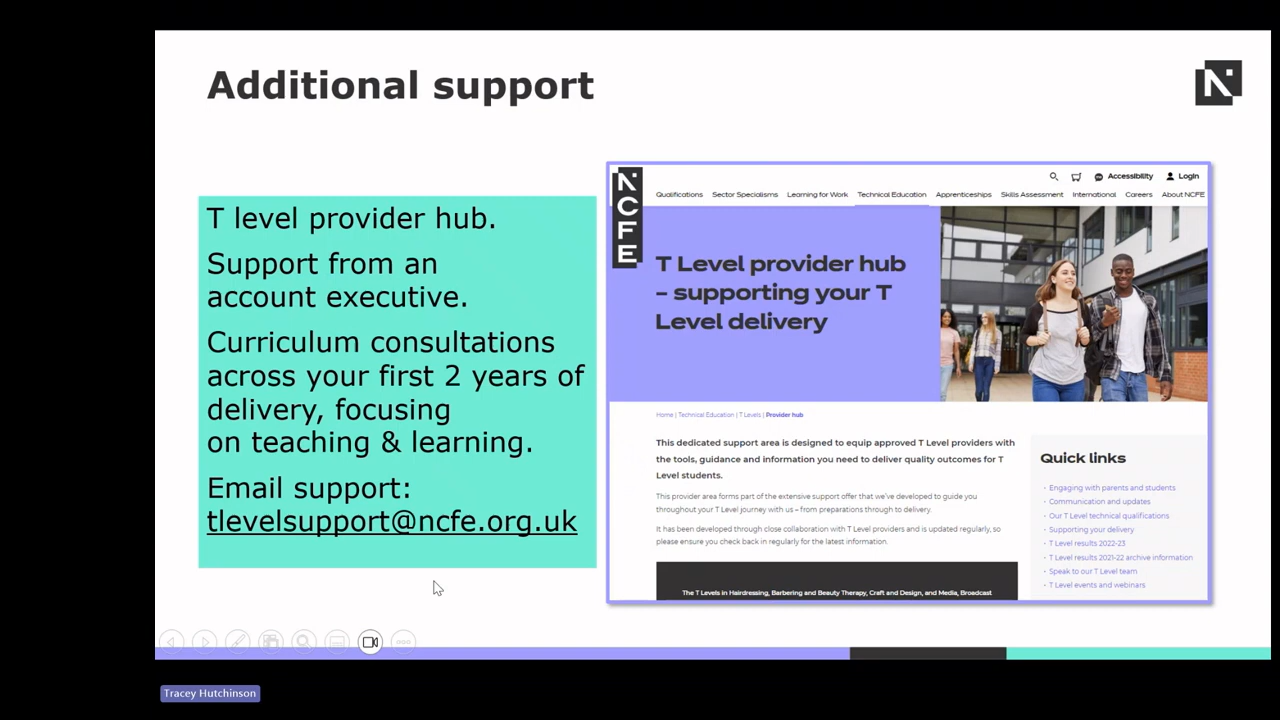 Additional support
N
T level provider hub.
Support from an
account executive.
Curriculum consultations
across your first 2 years of
delivery, focusing
on teaching & learning.
Email support:
tlevelsupport@ncfe.org.uk
NCFE
Accessibility
Login
Qualifications
Sector Specialisms
Learning for Work
Technical Education
Apprenticeships
Skills Assessment
International
Careers
About NCFE
T Level provider hub
– supporting your T
Level delivery
Home | Technical Education | T Levels | Provider hub
This dedicated support area is designed to equip approved T Level providers with
the tools, guidance and information you need to deliver quality outcomes for T
Level students.
This provider area forms part of the extensive support offer that we've developed to guide you
throughout your T Level journey with us – from preparations through to delivery.
It has been developed through close collaboration with T Level providers and is updated regularly, so
please ensure you check back in regularly for the latest information.
The T Levels in Hairdressing, Barbering and Beauty Therapy, Craft and Design, and Media, Broadcast
Quick links
Engaging with parents and students
Communication and updates
Our T Level technical qualifications
Supporting your delivery
T Level results 2022-23
T Level results 2021-22 archive information
Speak to our T Level team
T Level events and webinars
Tracey Hutchinson